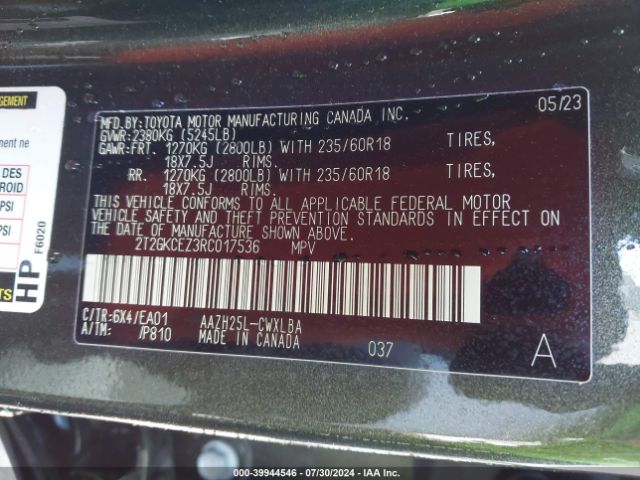 MFD.BY:TOYOTA MOTOR MANUFACTURING CANADA,INC. 05/23
GVWR:2380KG (5245LB)
GAWR:FRT. 1270KG (2800LB) WITH 235/60R18 TIRES,
18X7.5J RIMS.
RR. 1270KG (2800LB) WITH 235/60R18 TIRES,
18X7.5J RIMS.
THIS VEHICLE CONFORMS TO ALL APPLICABLE FEDERAL MOTOR
VEHICLE SAFETY AND THEFT PREVENTION STANDARDS IN EFFECT ON
THE DATE OF MANUFACTURE SHOWN ABOVE.
2T2GKCEZ3RC017536 MPV
C/TR:6X4/EA01 AAZH25L-CWXLBA
A/TM: /P810 MADE IN CANADA 037 A
PSI
PSI
HP F6020
000-39944546 / 07/30/2024 - IAA Inc.